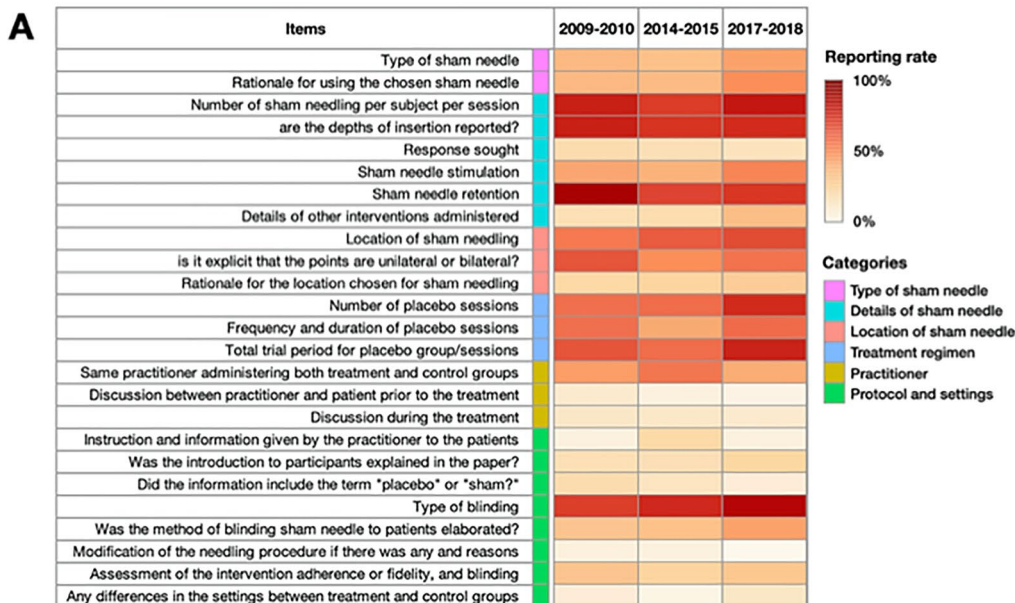 A
Items 2009-2010 2014-2015 2017-2018
Type of sham needle
Rationale for using the chosen sham needle
Number of sham needling per subject per session
are the depths of insertion reported?
Response sought
Sham needle stimulation
Sham needle retention
Details of other interventions administered
Location of sham needling
is it explicit that the points are unilateral or bilateral?
Rationale for the location chosen for sham needling
Number of placebo sessions
Frequency and duration of placebo sessions
Total trial period for placebo group/sessions
Same practitioner administering both treatment and control groups
Discussion between practitioner and patient prior to the treatment
Discussion during the treatment
Instruction and information given by the practitioner to the patients
Was the introduction to participants explained in the paper?
Did the information include the term "placebo" or "sham?"
Type of blinding
Was the method of blinding sham needle to patients elaborated?
Modification of the needling procedure if there was any and reasons
Assessment of the intervention adherence or fidelity, and blinding
Any differences in the settings between treatment and control groups
Reporting rate
100%
50%
0%
Categories
Type of sham needle
Details of sham needle
Location of sham needle
Treatment regimen
Practitioner
Protocol and settings